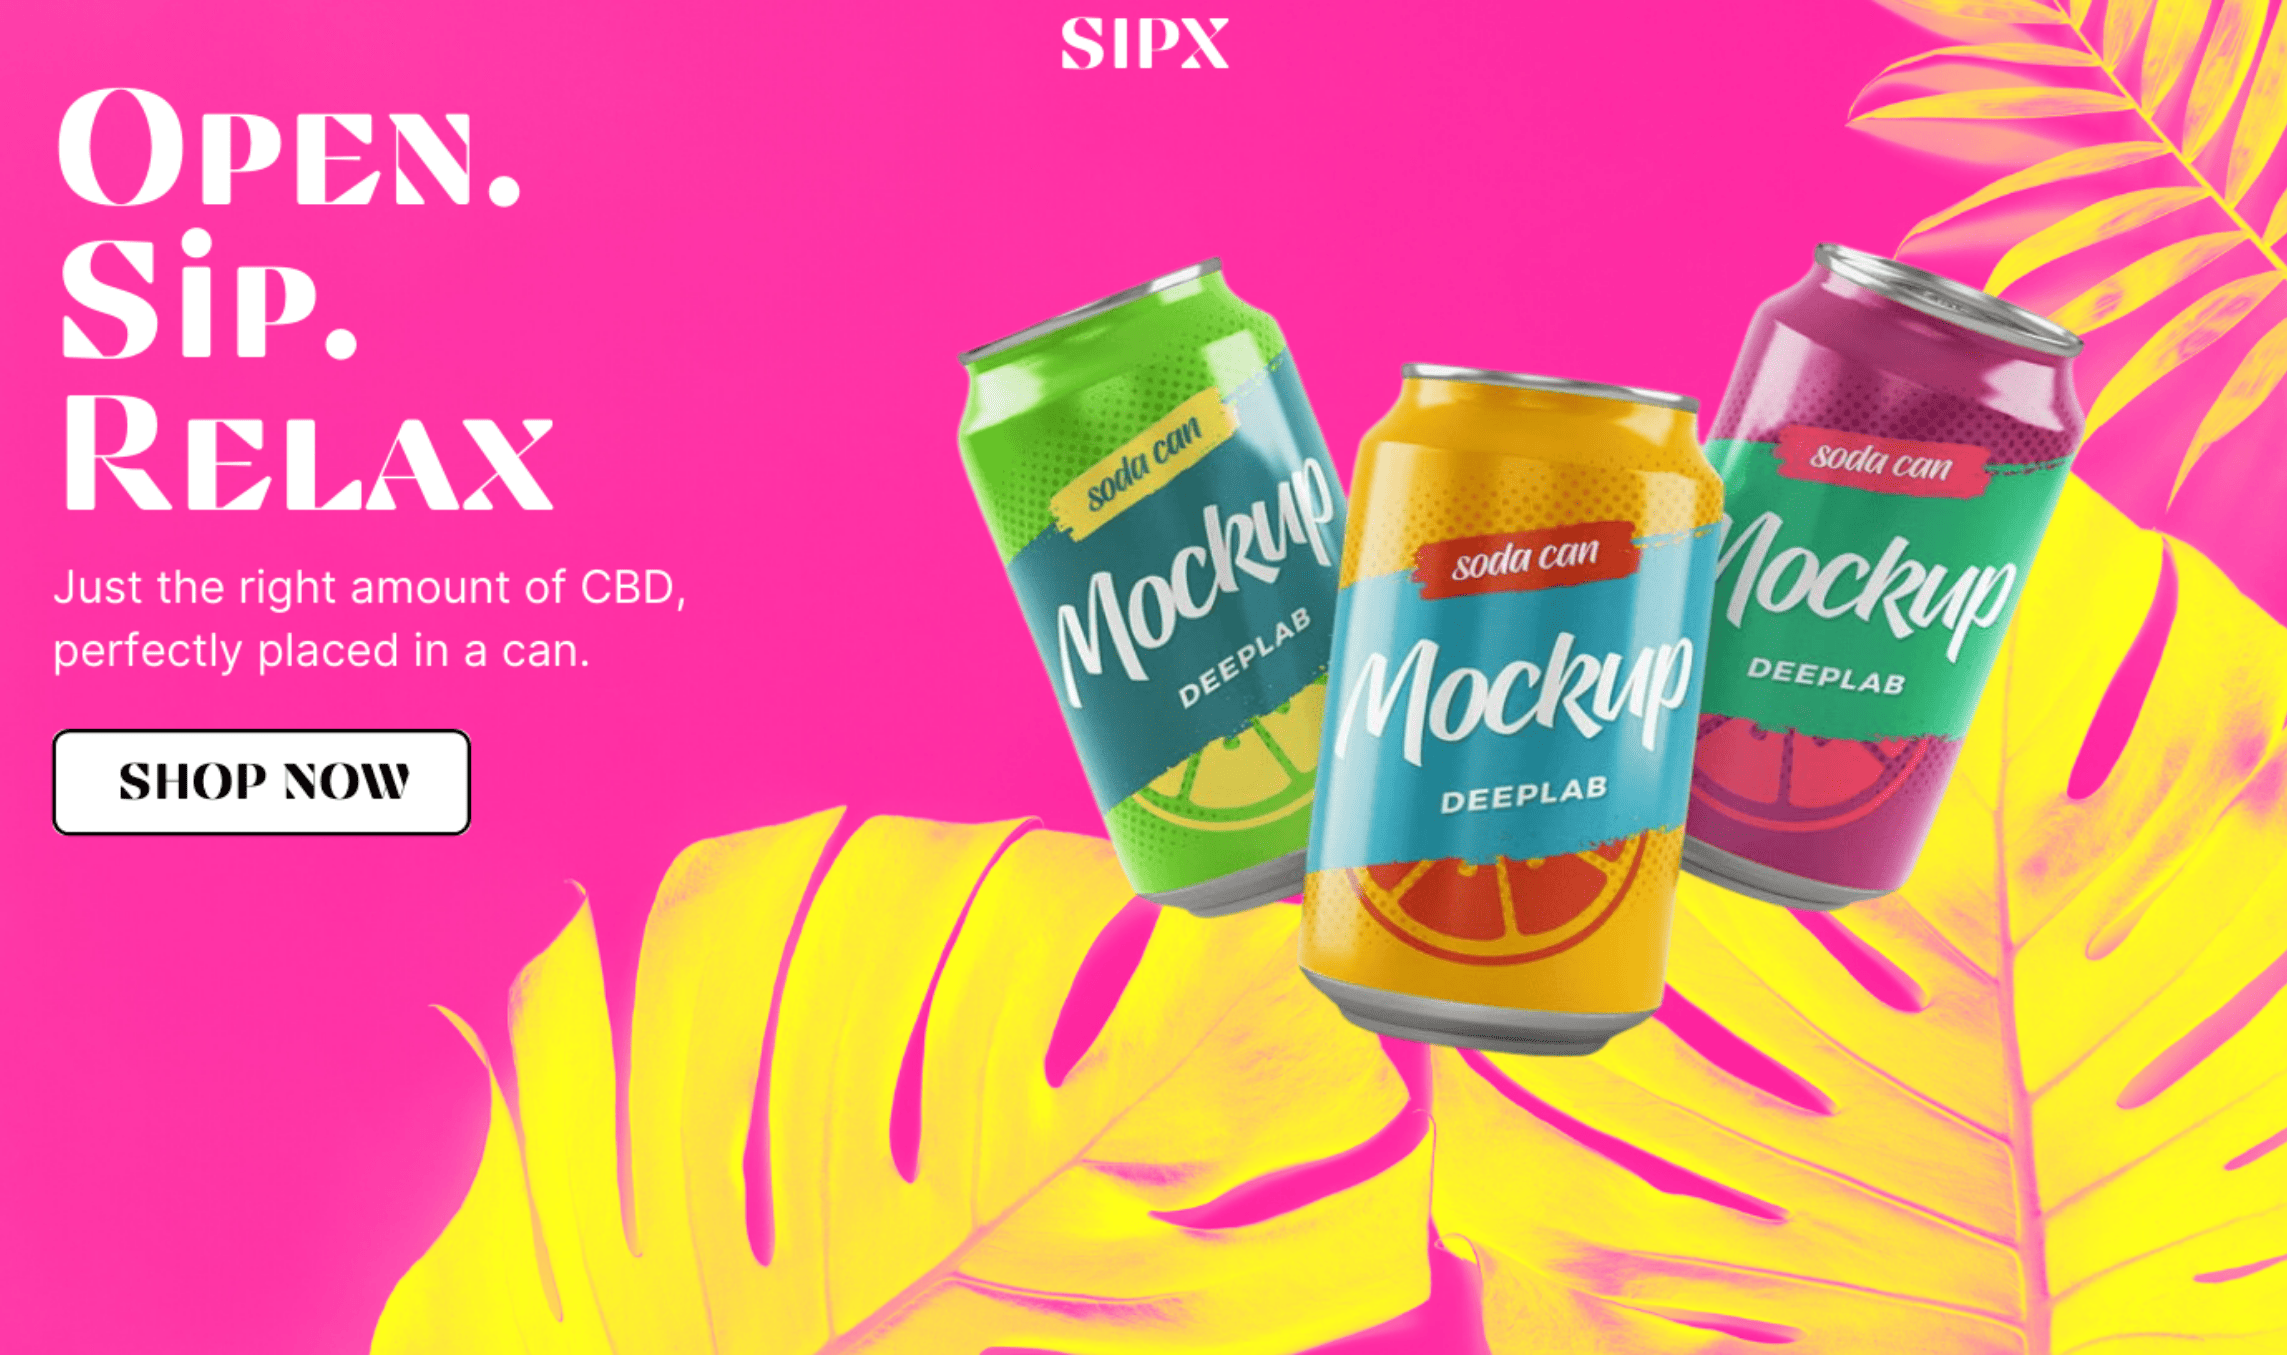 SIPX
OPEN.
SiP.
RELAX
Just the right amount of CBD,
perfectly placed in a can.
SHOP NOW
soda can
Mockup
DEEPLAB
soda can
Mockup
DEEPLAB
soda can
Mockup
DEEPLAB